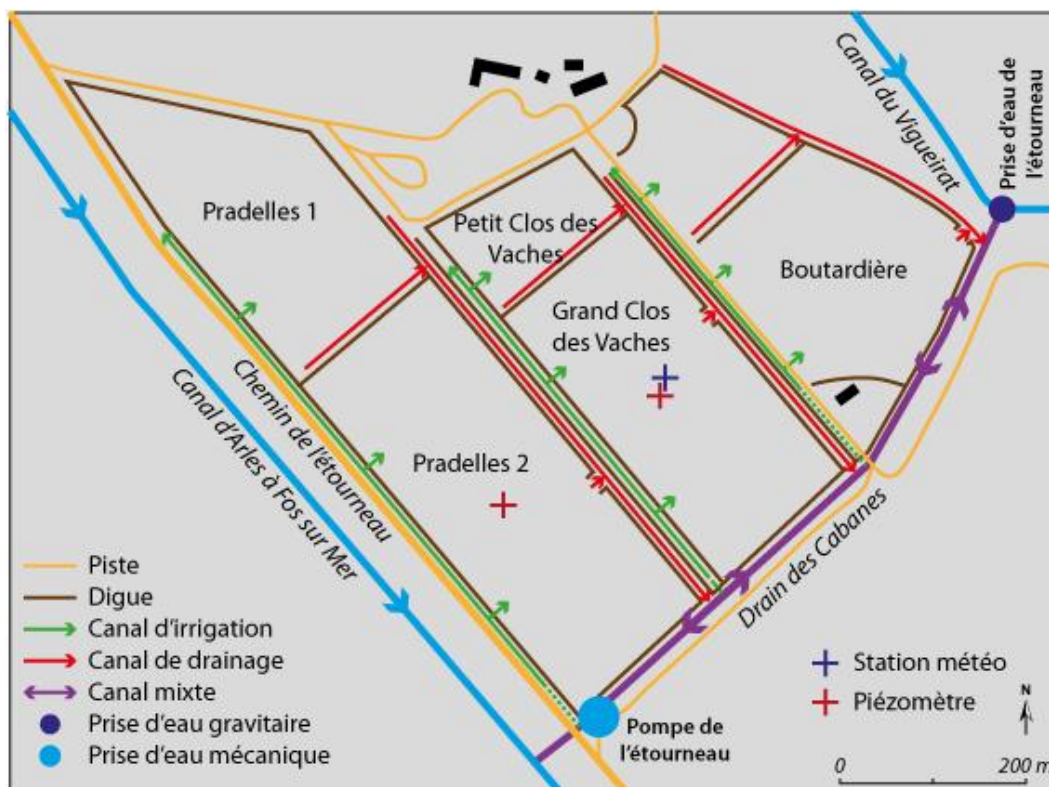 Canal du Vigueirat
Prise d'eau de
l'étourneau
Pradelles 1
Petit Clos des
Vaches
Boutardière
Grand Clos
des Vaches
Chemin de l'étourneau
Canal d'Arles à Fos sur Mer
Pradelles 2
Drain des Cabanes
Piste
Digue
Canal d'irrigation
Canal de drainage
Canal mixte
Prise d'eau gravitaire
Prise d'eau mécanique
Pompe de
l'étourneau
Station météo
Piézomètre
N
0 200 m